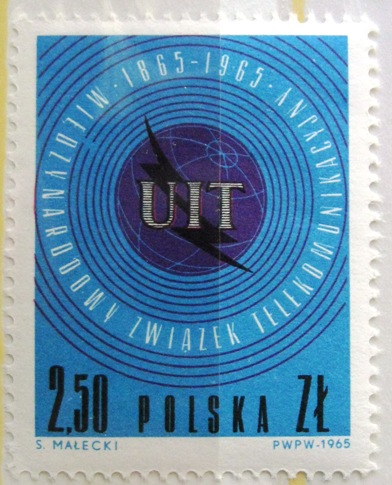 MIĘDZYNARODOWY ZWIĄZEK TELEKOMUNIKACYJNY · 1865-1965 ·
UIT
2,50 POLSKA ZŁ
S. MAŁECKI PWPW-1965